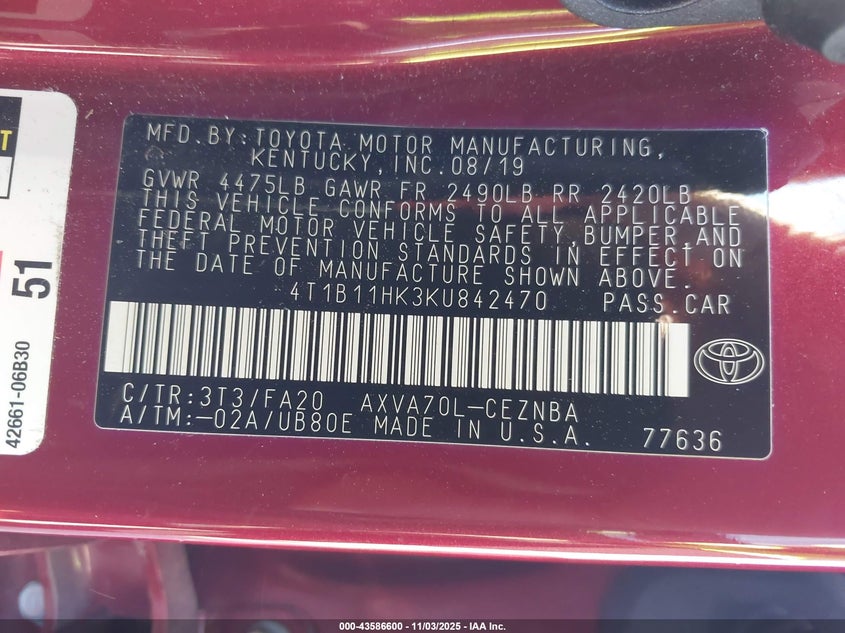 MFD.BY:TOYOTA MOTOR MANUFACTURING,
KENTUCKY, INC. 08/19
GVWR 4475LB GAWR FR 2490LB RR 2420LB
THIS VEHICLE CONFORMS TO ALL APPLICABLE
FEDERAL MOTOR VEHICLE SAFETY, BUMPER, AND
THEFT PREVENTION STANDARDS IN EFFECT ON
THE DATE OF MANUFACTURE SHOWN ABOVE.
4T1B11HK3KU842470 PASS.CAR
C/TR:3T3/FA20 AXVA70L-CEZNBA
A/TM:-02A/UB80E MADE IN U.S.A. 77636
51
42661-06B30
000-43586600 - 11/03/2025 - IAA Inc.